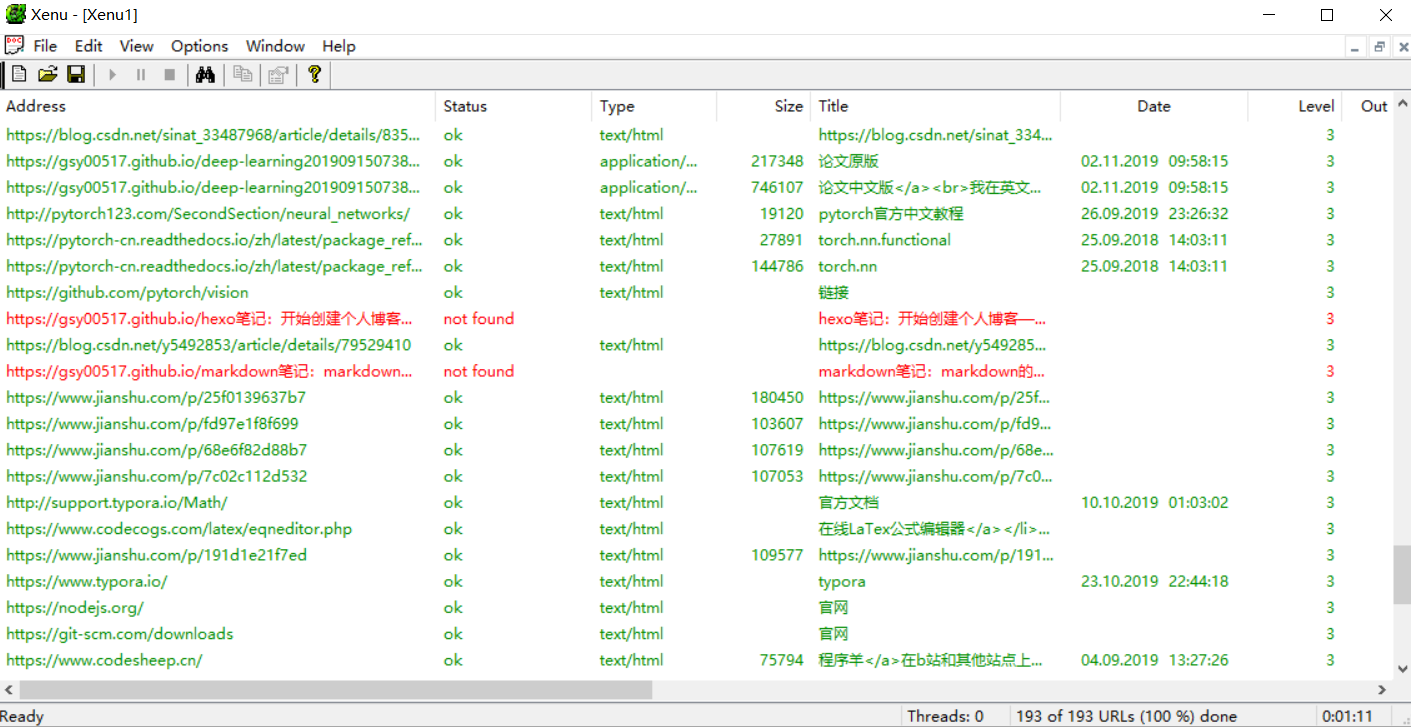 Xenu - [Xenu1]
File Edit View Options Window Help
Address Status Type Size Title Date Level Out
https://blog.csdn.net/sinat_33487968/article/details/835... ok text/html https://blog.csdn.net/sinat_334... 3
https://gsy00517.github.io/deep-learning201909150738... ok application/... 217348 论文原版 02.11.2019 09:58:15 3
https://gsy00517.github.io/deep-learning201909150738... ok application/... 746107 论文中文版</a><br>我在英文... 02.11.2019 09:58:15 3
http://pytorch123.com/SecondSection/neural_networks/ ok text/html 19120 pytorch官方中文教程 26.09.2019 23:26:32 3
https://pytorch-cn.readthedocs.io/zh/latest/package_ref... ok text/html 27891 torch.nn.functional 25.09.2018 14:03:11 3
https://pytorch-cn.readthedocs.io/zh/latest/package_ref... ok text/html 144786 torch.nn 25.09.2018 14:03:11 3
https://github.com/pytorch/vision ok text/html 链接 3
https://gsy00517.github.io/hexo笔记：开始创建个人博客... not found hexo笔记：开始创建个人博客—... 3
https://blog.csdn.net/y5492853/article/details/79529410 ok text/html https://blog.csdn.net/y549285... 3
https://gsy00517.github.io/markdown笔记：markdown... not found markdown笔记：markdown的... 3
https://www.jianshu.com/p/25f0139637b7 ok text/html 180450 https://www.jianshu.com/p/25f... 3
https://www.jianshu.com/p/fd97e1f8f699 ok text/html 103607 https://www.jianshu.com/p/fd9... 3
https://www.jianshu.com/p/68e6f82d88b7 ok text/html 107619 https://www.jianshu.com/p/68e... 3
https://www.jianshu.com/p/7c02c112d532 ok text/html 107053 https://www.jianshu.com/p/7c0... 3
http://support.typora.io/Math/ ok text/html 官方文档 10.10.2019 01:03:02 3
https://www.codecogs.com/latex/eqneditor.php ok text/html 在线LaTex公式编辑器</a></li>... 3
https://www.jianshu.com/p/191d1e21f7ed ok text/html 109577 https://www.jianshu.com/p/191... 3
https://www.typora.io/ ok text/html typora 23.10.2019 22:44:18 3
https://nodejs.org/ ok text/html 官网 3
https://git-scm.com/downloads ok text/html 官网 3
https://www.codesheep.cn/ ok text/html 75794 程序羊</a>在b站和其他站点上... 04.09.2019 13:27:26 3
Ready Threads: 0 193 of 193 URLs (100 %) done 0:01:11